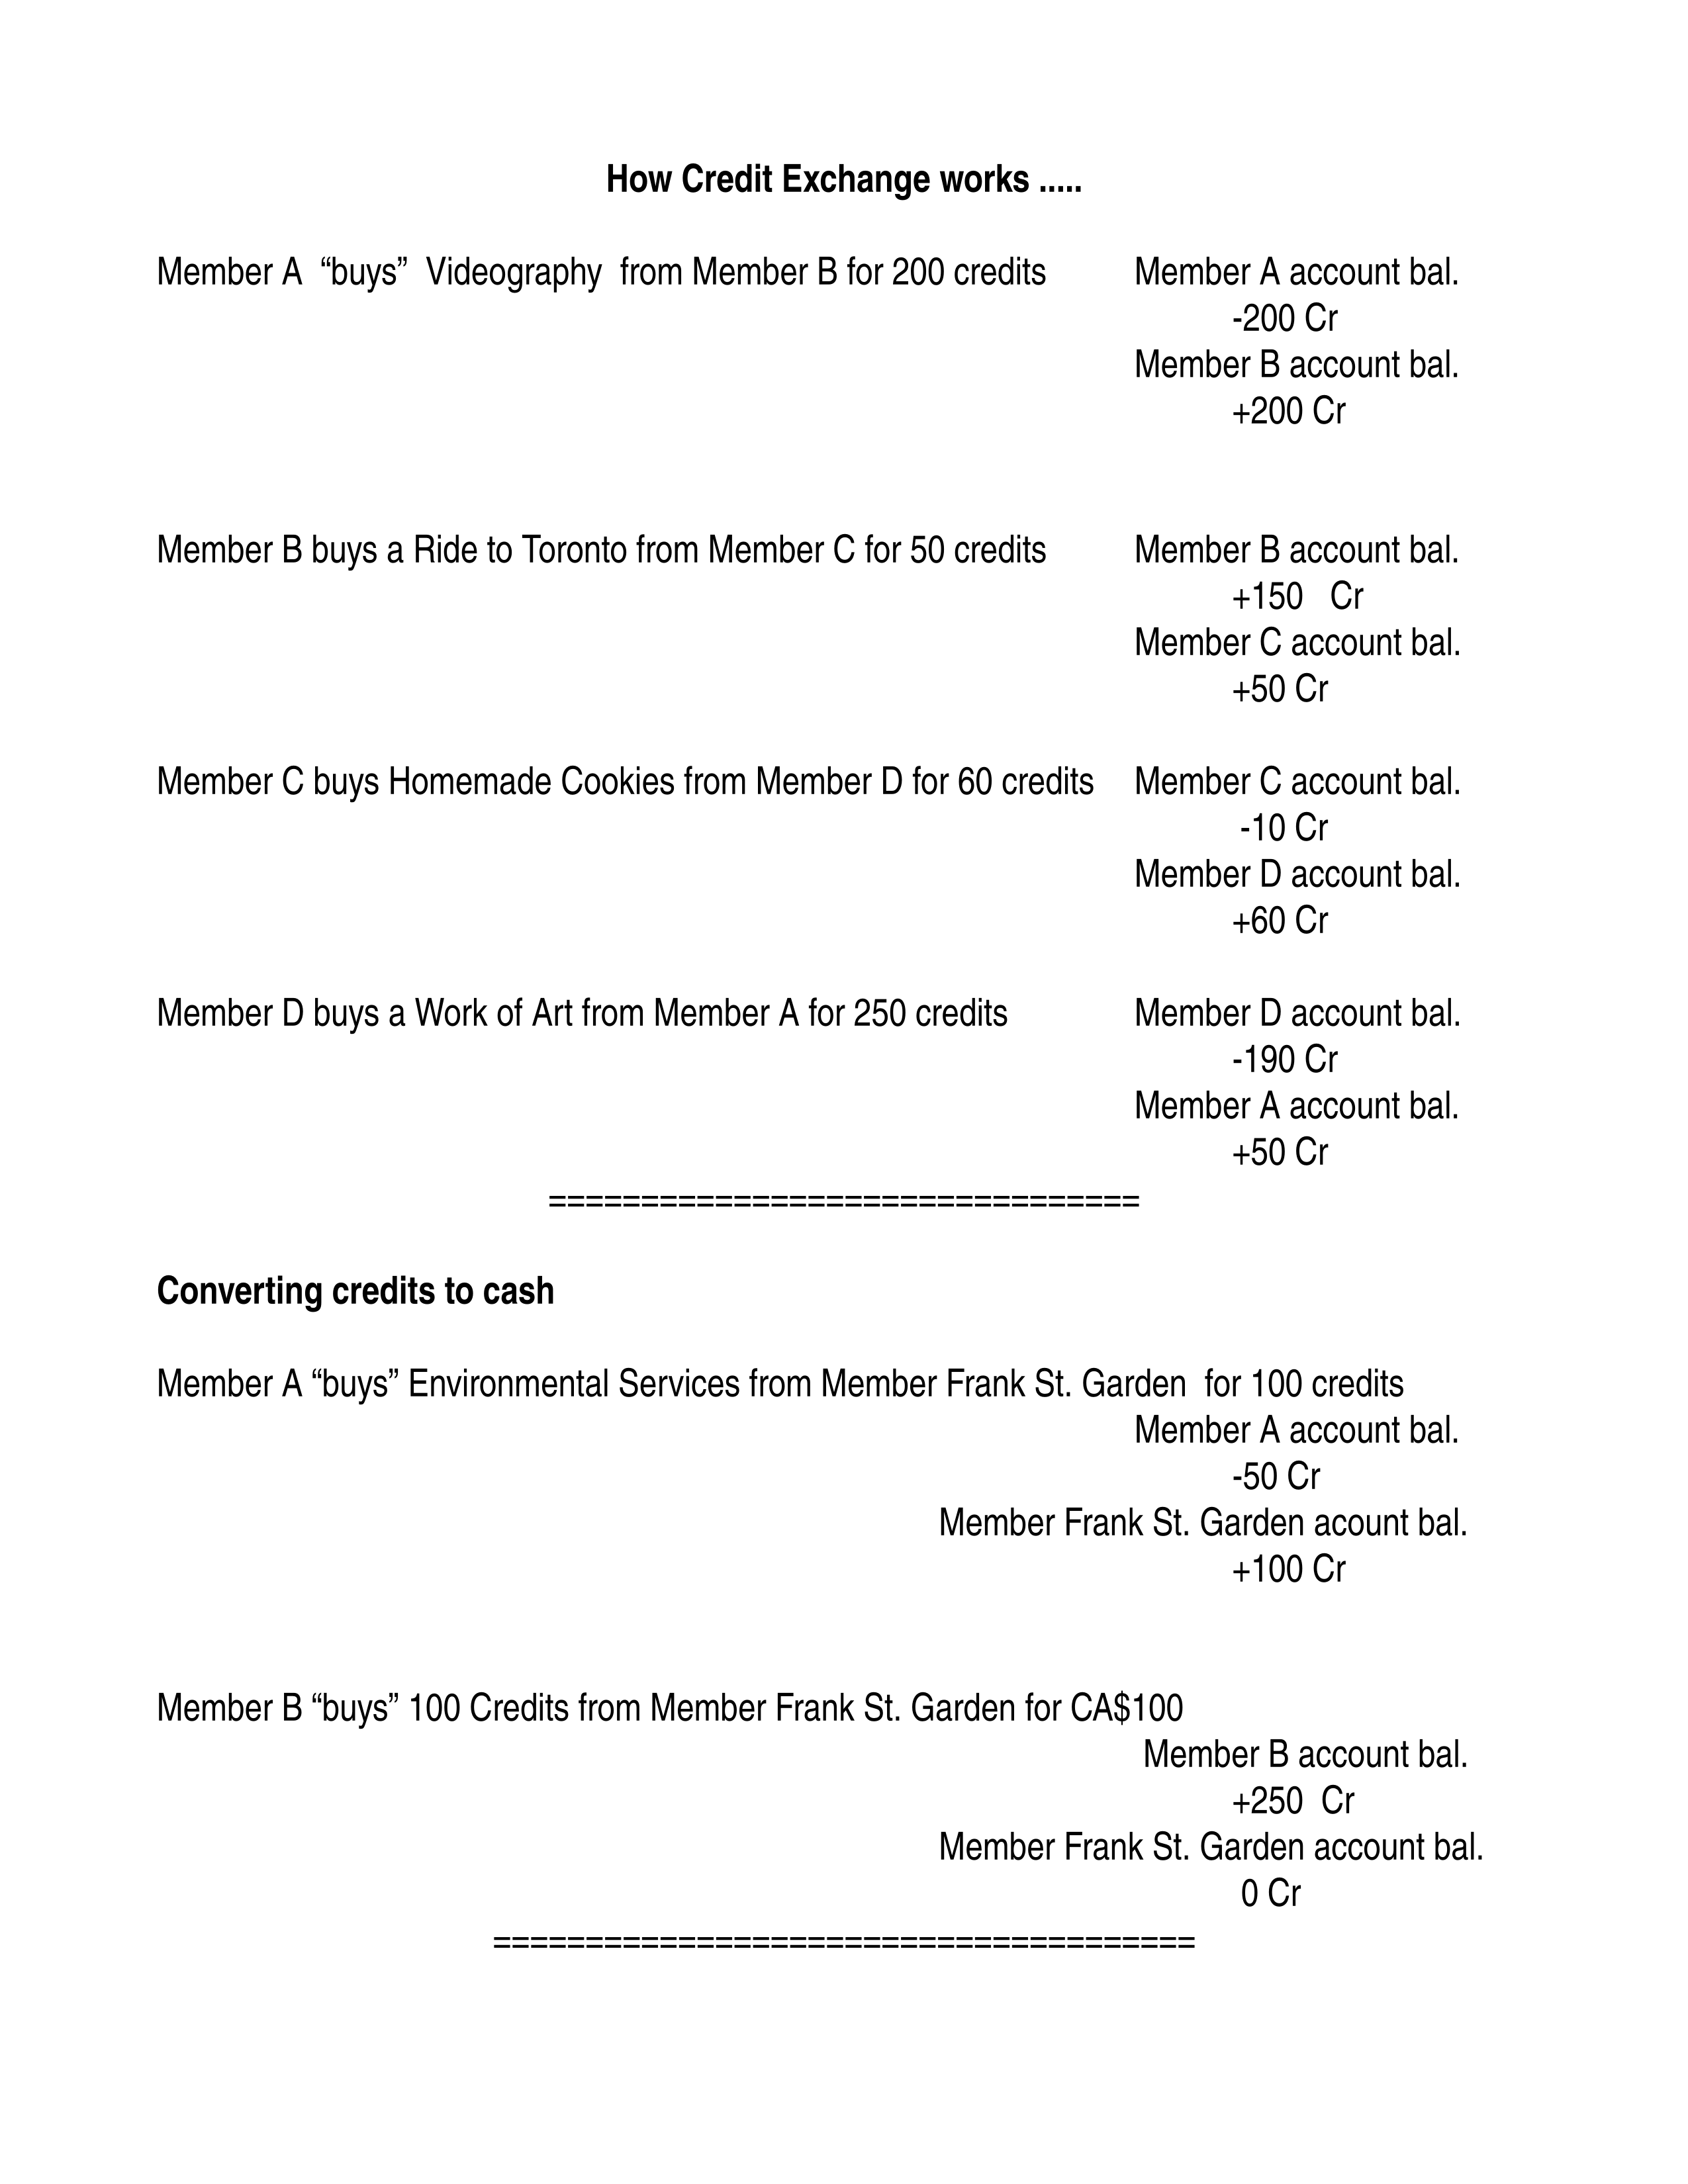 How Credit Exchange works .....
Member A “buys” Videography from Member B for 200 credits Member A account bal.
-200 Cr
Member B account bal.
+200 Cr
Member B buys a Ride to Toronto from Member C for 50 credits Member B account bal.
+150 Cr
Member C account bal.
+50 Cr
Member C buys Homemade Cookies from Member D for 60 credits Member C account bal.
-10 Cr
Member D account bal.
+60 Cr
Member D buys a Work of Art from Member A for 250 credits Member D account bal.
-190 Cr
Member A account bal.
+50 Cr
================================
Converting credits to cash
Member A “buys” Environmental Services from Member Frank St. Garden for 100 credits
Member A account bal.
-50 Cr
Member Frank St. Garden acount bal.
+100 Cr
Member B “buys” 100 Credits from Member Frank St. Garden for CA$100
Member B account bal.
+250 Cr
Member Frank St. Garden account bal.
0 Cr
======================================